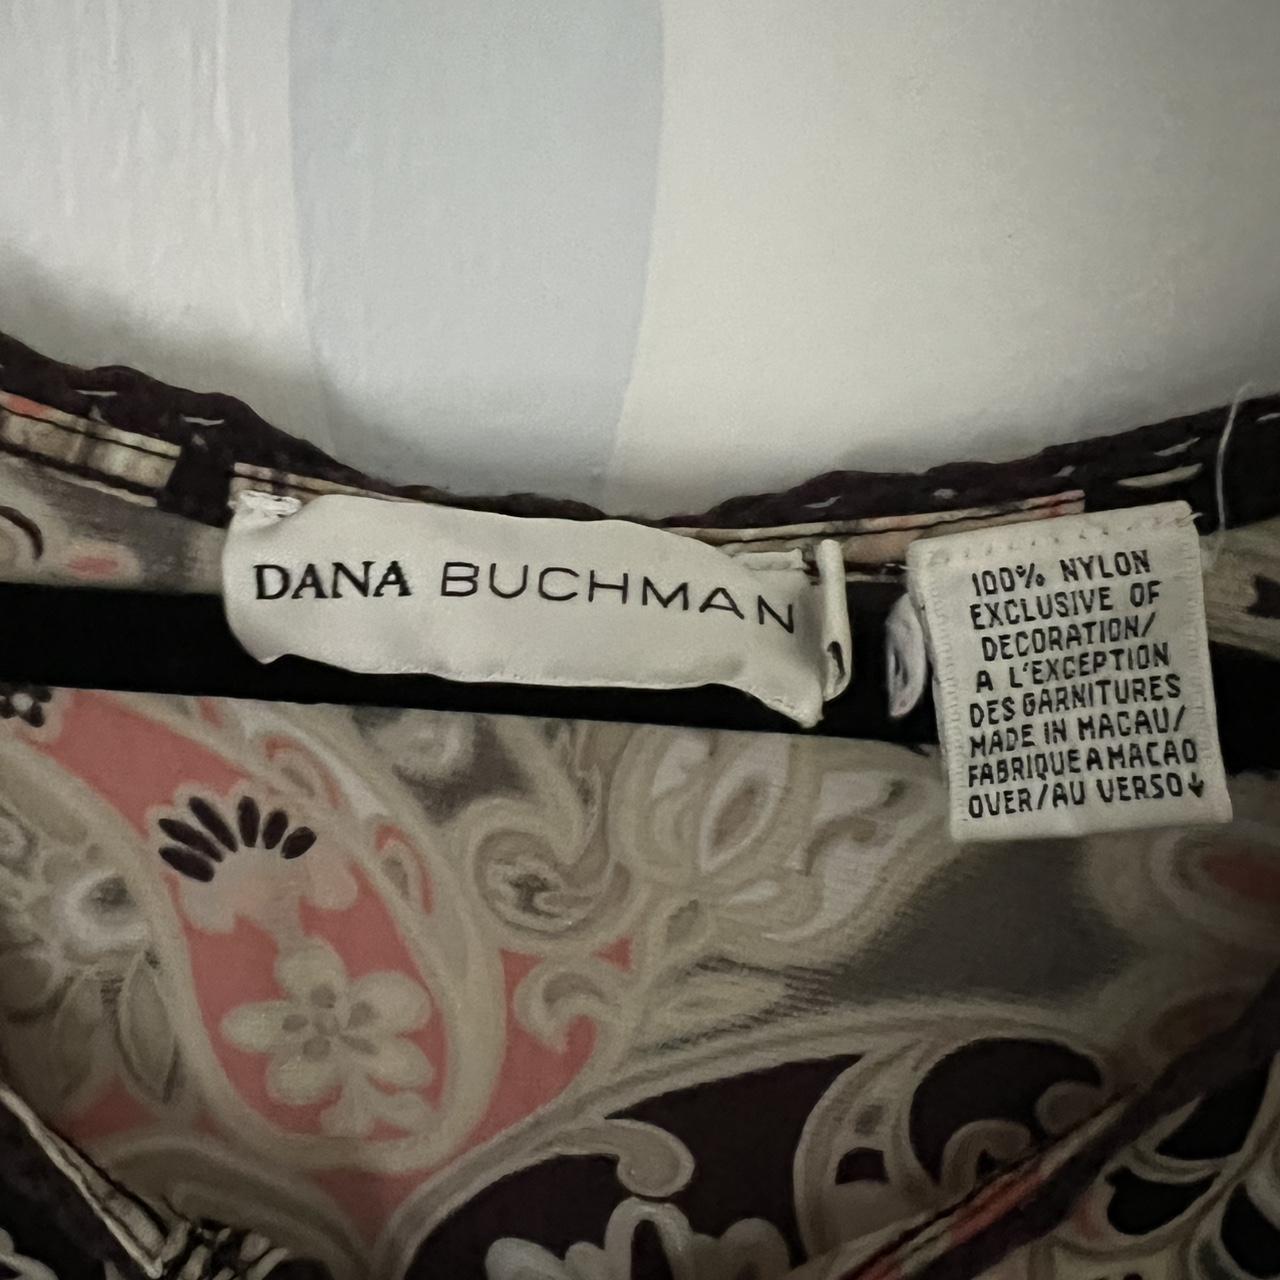 DANA BUCHMAN
100% NYLON
EXCLUSIVE OF
DECORATION/
A L'EXCEPTION
DES GARNITURES
MADE IN MACAU/
FABRIQUE A MACAO
OVER/AU VERSO↓